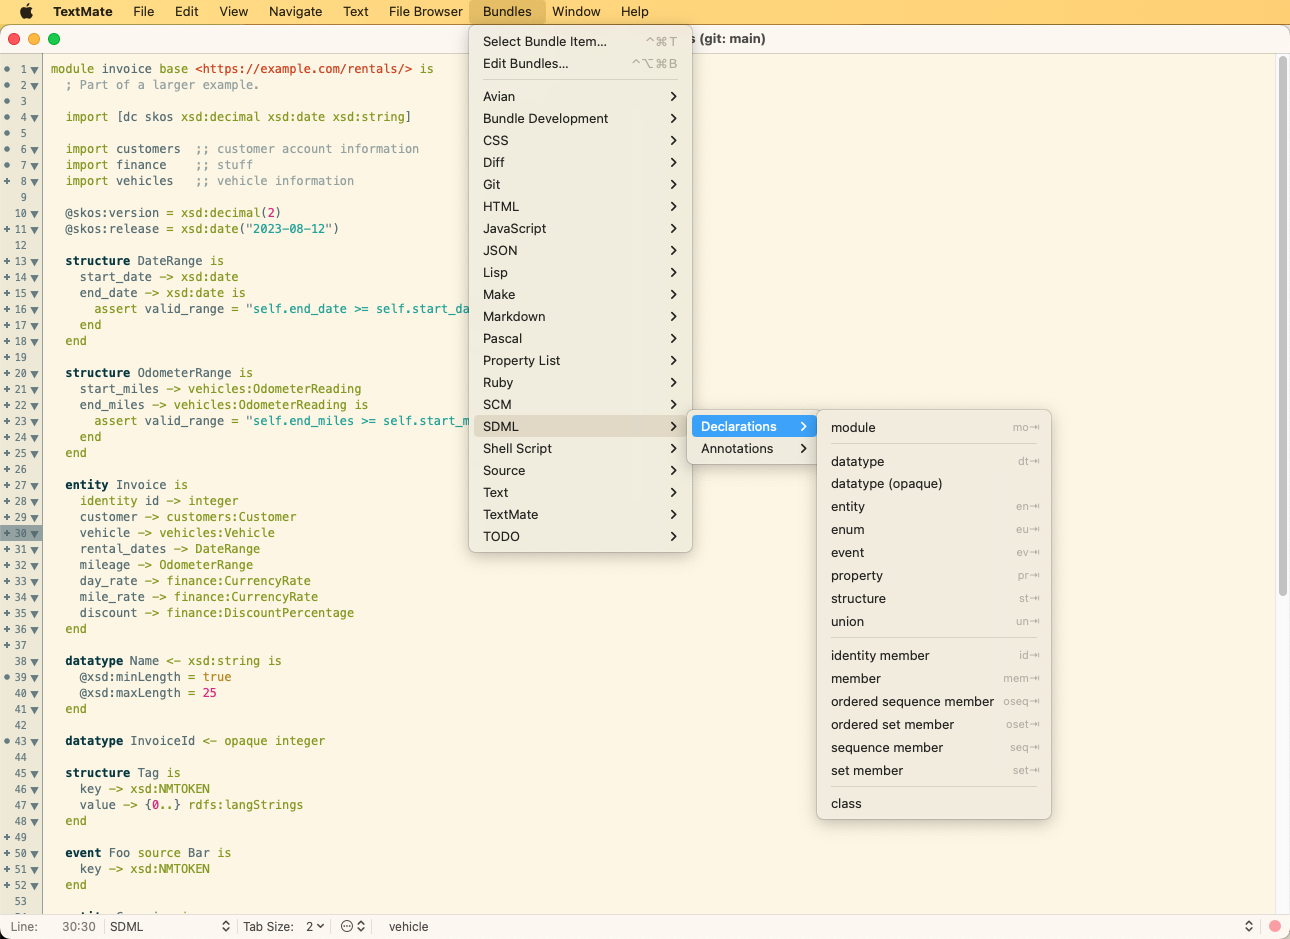 TextMate File Edit View Navigate Text File Browser Bundles Window Help
s (git: main)
1 module invoice base <https://example.com/rentals/> is
2 ; Part of a larger example.
3
4 import [dc skos xsd:decimal xsd:date xsd:string]
5
6 import customers ;; customer account information
7 import finance ;; stuff
8 import vehicles ;; vehicle information
9
10 @skos:version = xsd:decimal(2)
11 @skos:release = xsd:date("2023-08-12")
12
13 structure DateRange is
14 start_date -> xsd:date
15 end_date -> xsd:date is
16 assert valid_range = "self.end_date >= self.start_da
17 end
18 end
19
20 structure OdometerRange is
21 start_miles -> vehicles:OdometerReading
22 end_miles -> vehicles:OdometerReading is
23 assert valid_range = "self.end_miles >= self.start_m
24 end
25 end
26
27 entity Invoice is
28 identity id -> integer
29 customer -> customers:Customer
30 vehicle -> vehicles:Vehicle
31 rental_dates -> DateRange
32 mileage -> OdometerRange
33 day_rate -> finance:CurrencyRate
34 mile_rate -> finance:CurrencyRate
35 discount -> finance:DiscountPercentage
36 end
37
38 datatype Name <- xsd:string is
39 @xsd:minLength = true
40 @xsd:maxLength = 25
41 end
42
43 datatype InvoiceId <- opaque integer
44
45 structure Tag is
46 key -> xsd:NMTOKEN
47 value -> {0..} rdfs:langStrings
48 end
49
50 event Foo source Bar is
51 key -> xsd:NMTOKEN
52 end
53
Select Bundle Item... ^⌘T
Edit Bundles... ^⌥⌘B
Avian
Bundle Development
CSS
Diff
Git
HTML
JavaScript
JSON
Lisp
Make
Markdown
Pascal
Property List
Ruby
SCM
SDML
Shell Script
Source
Text
TextMate
TODO
Declarations
Annotations
module mo⇥
datatype dt⇥
datatype (opaque)
entity en⇥
enum eu⇥
event ev⇥
property pr⇥
structure st⇥
union un⇥
identity member id⇥
member mem⇥
ordered sequence member oseq⇥
ordered set member oset⇥
sequence member seq⇥
set member set⇥
class
Line: 30:30 SDML Tab Size: 2 vehicle